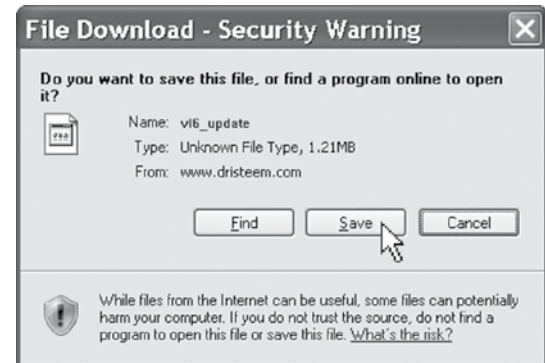 File Download - Security Warning
Do you want to save this file, or find a program online to open
it?
Name: vl6_update
Type: Unknown File Type, 1.21MB
From: www.dristeem.com
Find Save Cancel
While files from the Internet can be useful, some files can potentially
harm your computer. If you do not trust the source, do not find a
program to open this file or save this file. What's the risk?